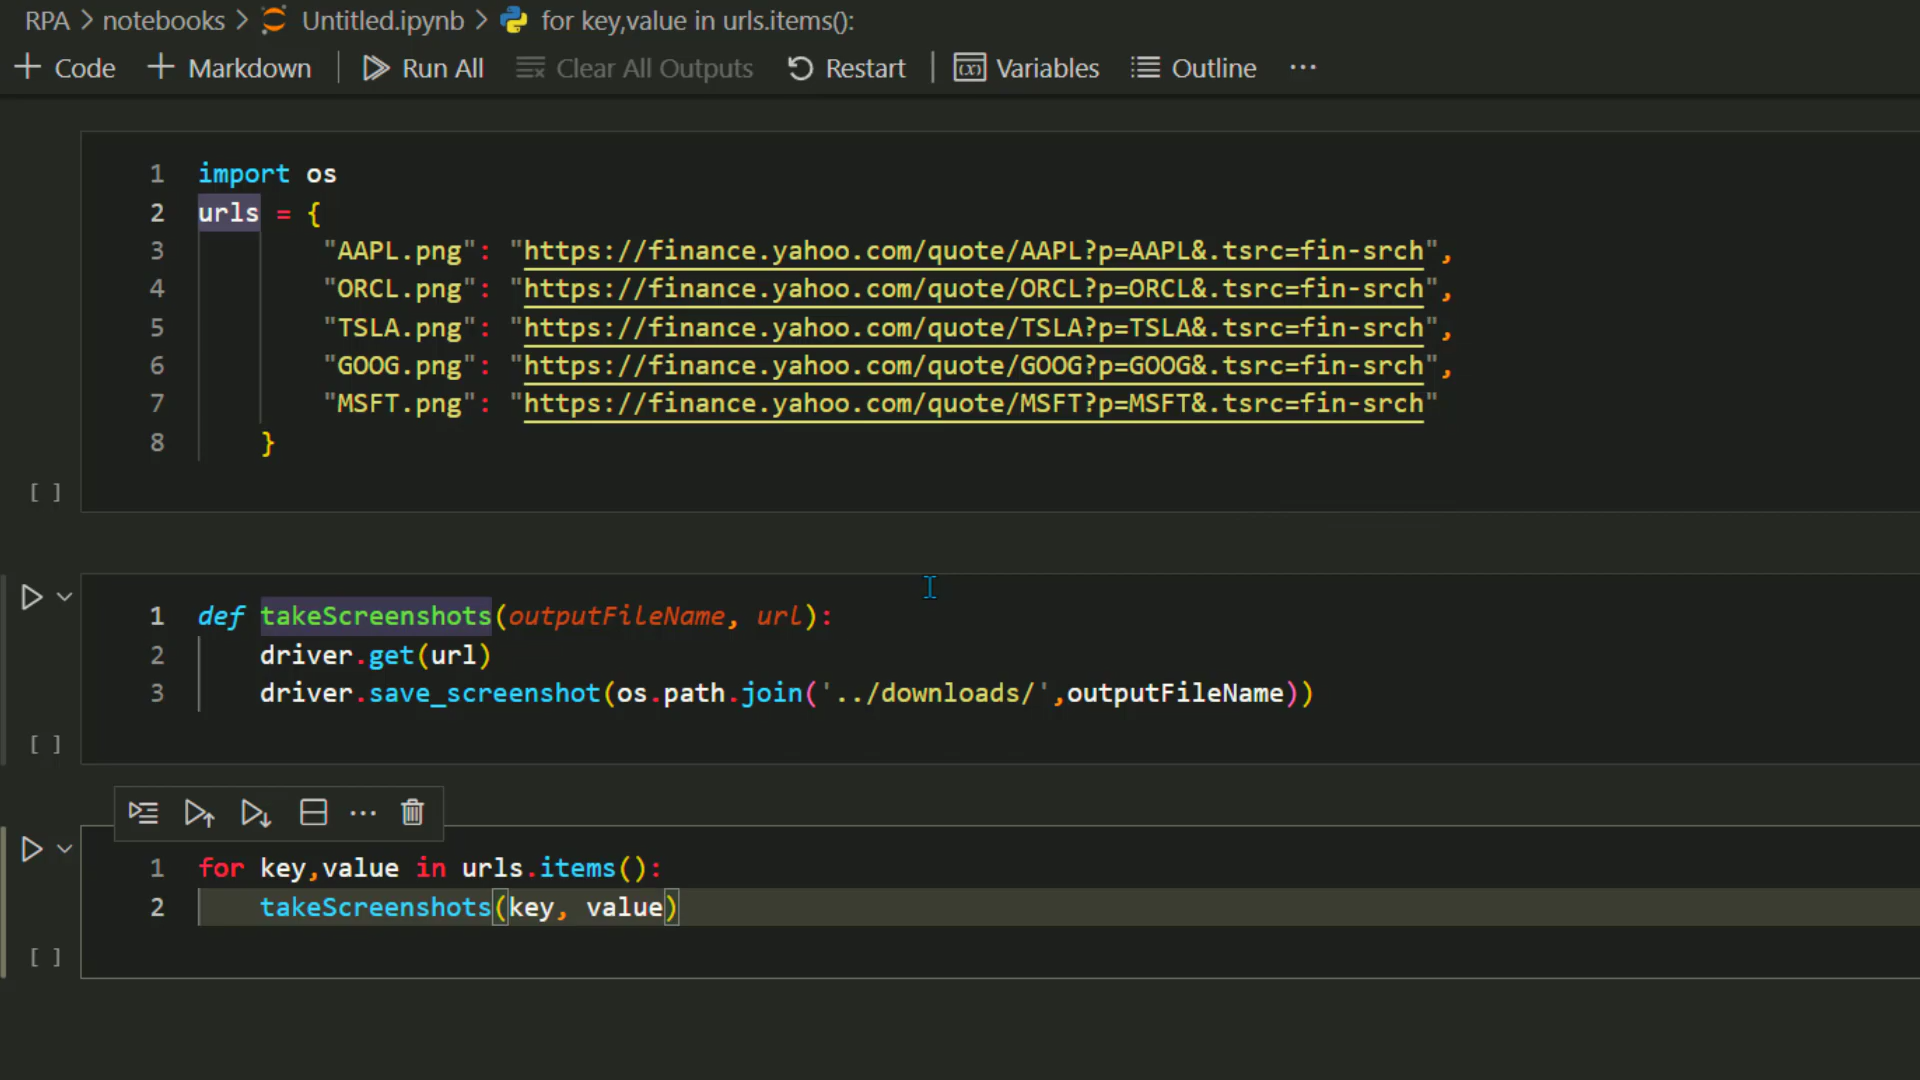 RPA > notebooks > Untitled.ipynb > for key,value in urls.items():
+ Code + Markdown | Run All Clear All Outputs Restart | Variables Outline ...
1 import os
2 urls = {
3 "AAPL.png": "https://finance.yahoo.com/quote/AAPL?p=AAPL&.tsrc=fin-srch",
4 "ORCL.png": "https://finance.yahoo.com/quote/ORCL?p=ORCL&.tsrc=fin-srch",
5 "TSLA.png": "https://finance.yahoo.com/quote/TSLA?p=TSLA&.tsrc=fin-srch",
6 "GOOG.png": "https://finance.yahoo.com/quote/GOOG?p=GOOG&.tsrc=fin-srch",
7 "MSFT.png": "https://finance.yahoo.com/quote/MSFT?p=MSFT&.tsrc=fin-srch"
8 }
[ ]
1 def takeScreenshots(outputFileName, url):
2 driver.get(url)
3 driver.save_screenshot(os.path.join('../downloads/',outputFileName))
[ ]
1 for key,value in urls.items():
2 takeScreenshots(key, value)
[ ]